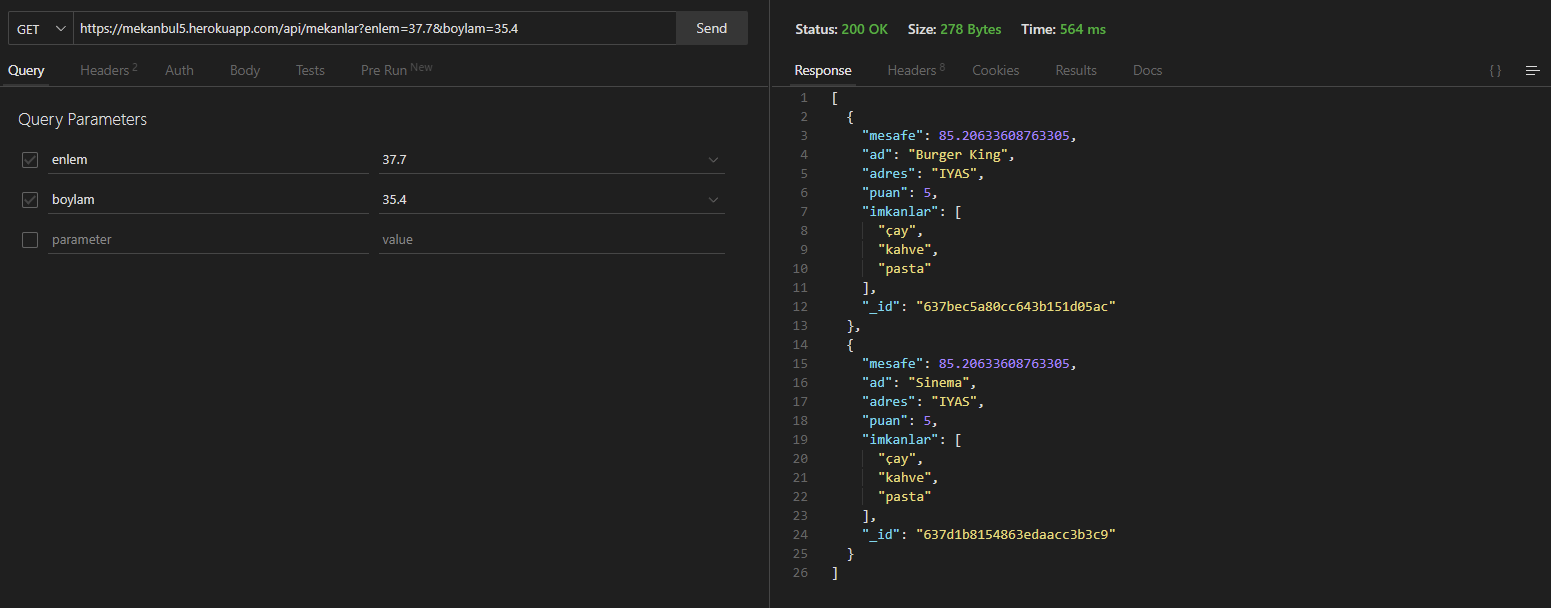 GET https://mekanbul5.herokuapp.com/api/mekanlar?enlem=37.7&boylam=35.4 Send
Query Headers 2 Auth Body Tests Pre Run New
Query Parameters
enlem 37.7
boylam 35.4
parameter value
Status: 200 OK Size: 278 Bytes Time: 564 ms
Response Headers 8 Cookies Results Docs { }
1 [
2 {
3 "mesafe": 85.20633608763305,
4 "ad": "Burger King",
5 "adres": "IYAS",
6 "puan": 5,
7 "imkanlar": [
8 "çay",
9 "kahve",
10 "pasta"
11 ],
12 "_id": "637bec5a80cc643b151d05ac"
13 },
14 {
15 "mesafe": 85.20633608763305,
16 "ad": "Sinema",
17 "adres": "IYAS",
18 "puan": 5,
19 "imkanlar": [
20 "çay",
21 "kahve",
22 "pasta"
23 ],
24 "_id": "637d1b8154863edaacc3b3c9"
25 }
26 ]